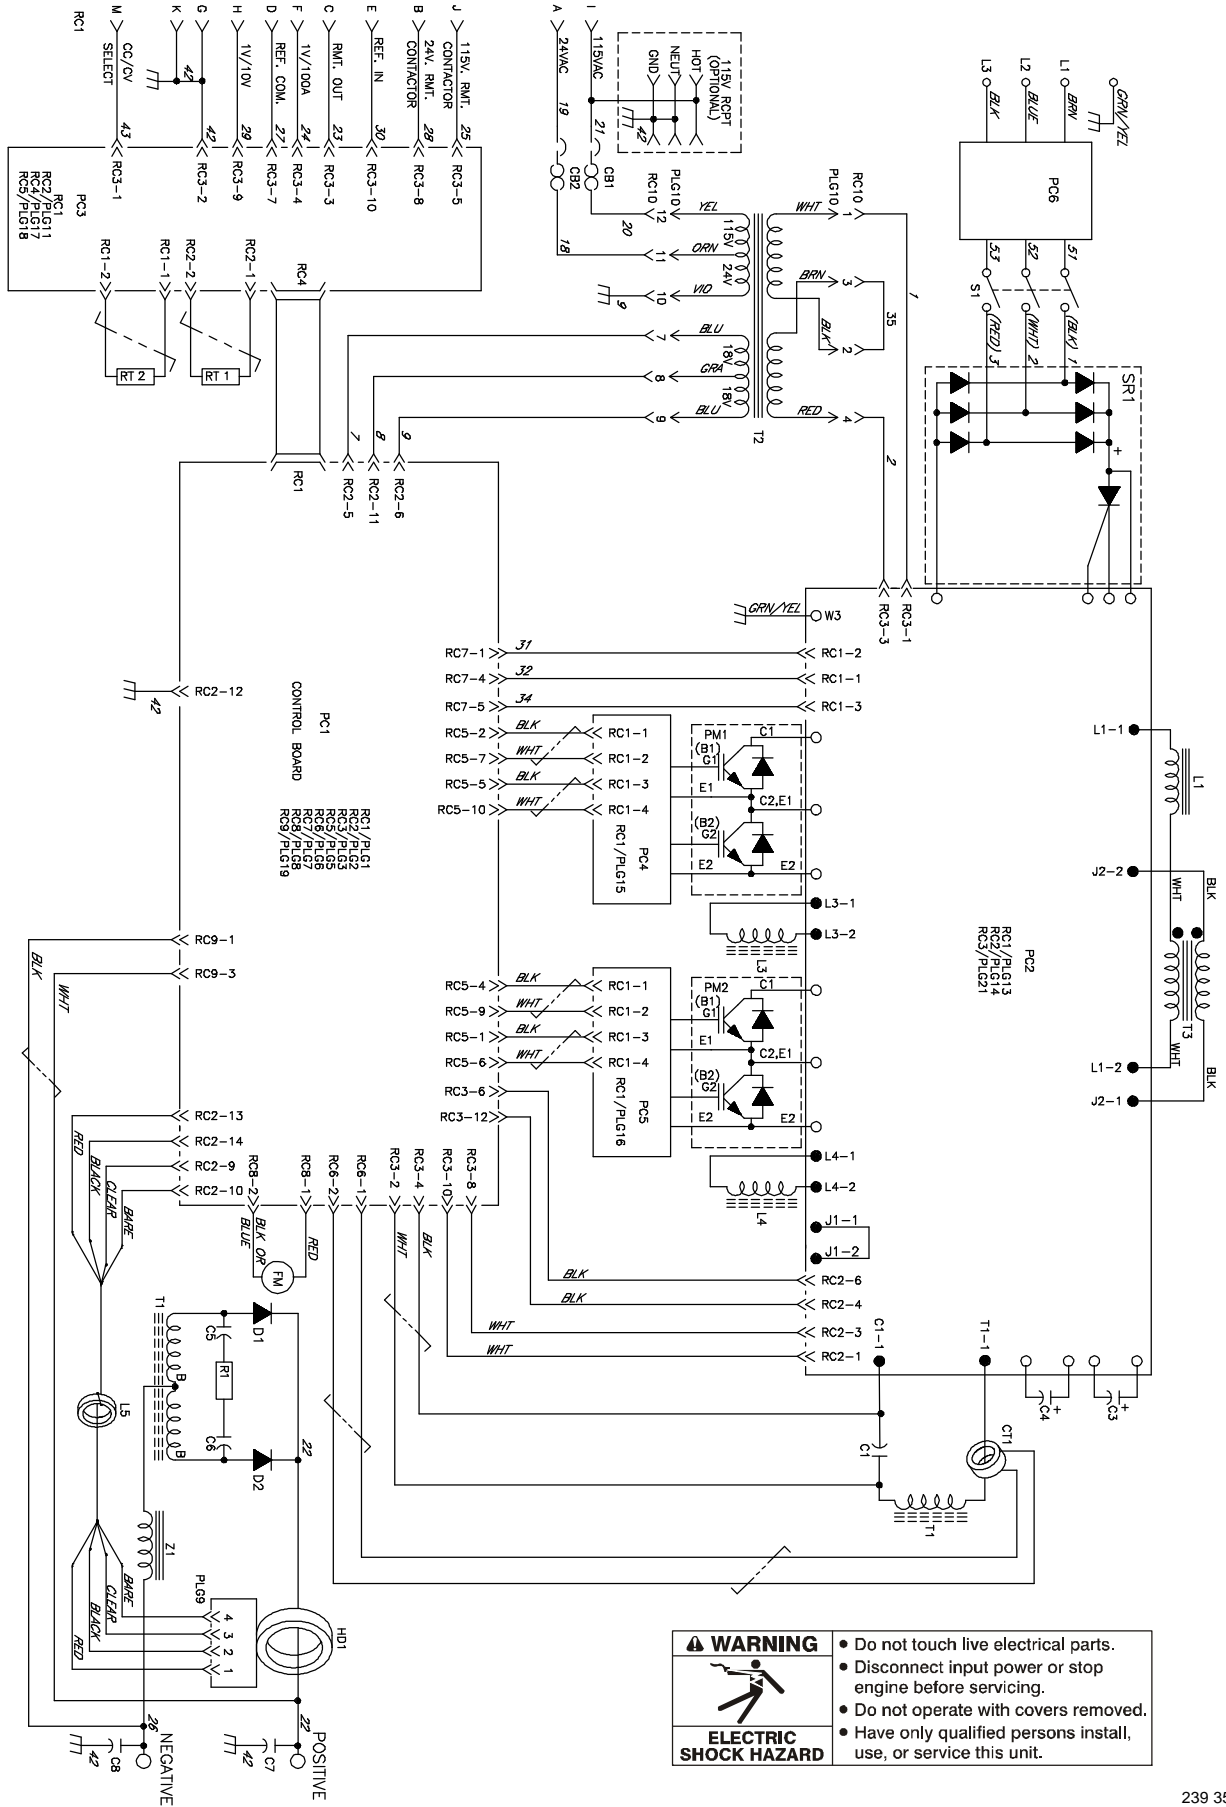 M
K
G
H
D
F
C
E
B
J
A
I
RC1
CC/CV
SELECT
42
1V/10V
REF. COM.
1V/100A
RMT. OUT
REF. IN
24V. RMT.
CONTACTOR
115V. RMT.
CONTACTOR
24VAC
115VAC
43
42
29
27
24
23
30
28
25
19
21
RC3-1
RC3-2
RC3-9
RC3-7
RC3-4
RC3-3
RC3-10
RC3-8
RC3-5
CB2
CB1
PC3
RC1
RC2/PLG11
RC4/PLG17
RC5/PLG18
RC1-2
RC1-1
RC2-2
RC2-1
RC4
RT 2
RT 1
115V RCPT
(OPTIONAL)
GND
NEUT
HOT
42
L3
L2
L1
BLK
BLUE
BRN
GRN/YEL
PC6
53
52
51
S1
(RED) 3
(WHT) 2
(BLK) 1
SR1
+
RC10
PLG10
PLG10
RC10
12
11
10
7
8
9
20
18
9
YEL
ORN
VIO
BLU
GRA
BLU
115V
24V
18V
18V
T2
WHT
BRN
BLK
RED
1
3
2
4
35
1
2
7
8
9
RC1
RC2-5
RC2-11
RC2-6
RC3-3
RC3-1
GRN/YEL
W3
RC7-1
31
RC1-2
RC7-4
32
RC1-1
RC7-5
34
RC1-3
RC2-12
42
PC1
CONTROL BOARD
RC1/PLG1
RC2/PLG2
RC3/PLG3
RC5/PLG5
RC6/PLG6
RC7/PLG7
RC8/PLG8
RC9/PLG19
RC5-2
BLK
RC1-1
RC5-7
WHT
RC1-2
RC5-5
BLK
RC1-3
RC5-10
WHT
RC1-4
PC4
RC1/PLG15
PM1
C1
(B1)
G1
E1
C2,E1
(B2)
G2
E2
E2
L3-1
L3-2
L3
L1-1
L1
J2-2
WHT
BLK
T3
L1-2
WHT
BLK
J2-1
PC2
RC1/PLG13
RC2/PLG14
RC3/PLG21
RC9-1
RC9-3
BLK
WHT
RC5-4
BLK
RC1-1
RC5-9
WHT
RC1-2
RC5-1
BLK
RC1-3
RC5-6
WHT
RC1-4
PC5
RC1/PLG16
PM2
C1
(B1)
G1
E1
C2,E1
(B2)
G2
E2
E2
RC3-6
RC3-12
L4-1
L4-2
L4
J1-1
J1-2
RC2-13
RC2-14
RC2-9
RC2-10
RED
BLACK
CLEAR
BARE
RC8-2
RC8-1
RC6-2
RC6-1
RC3-2
RC3-4
RC3-10
RC3-8
BLK OR
BLUE
RED
FM
WHT
BLK
BLK
RC2-6
BLK
RC2-4
WHT
RC2-3
WHT
RC2-1
C1-1
T1-1
C4
+
C3
+
C1
CT1
T1
T1
C5
D1
R1
B
B
C6
D2
22
L5
Z1
PLG9
4
3
2
1
BARE
CLEAR
BLACK
RED
HD1
26
22
NEGATIVE
POSITIVE
C8
42
C7
42
WARNING
ELECTRIC
SHOCK HAZARD
• Do not touch live electrical parts.
• Disconnect input power or stop
engine before servicing.
• Do not operate with covers removed.
• Have only qualified persons install,
use, or service this unit.